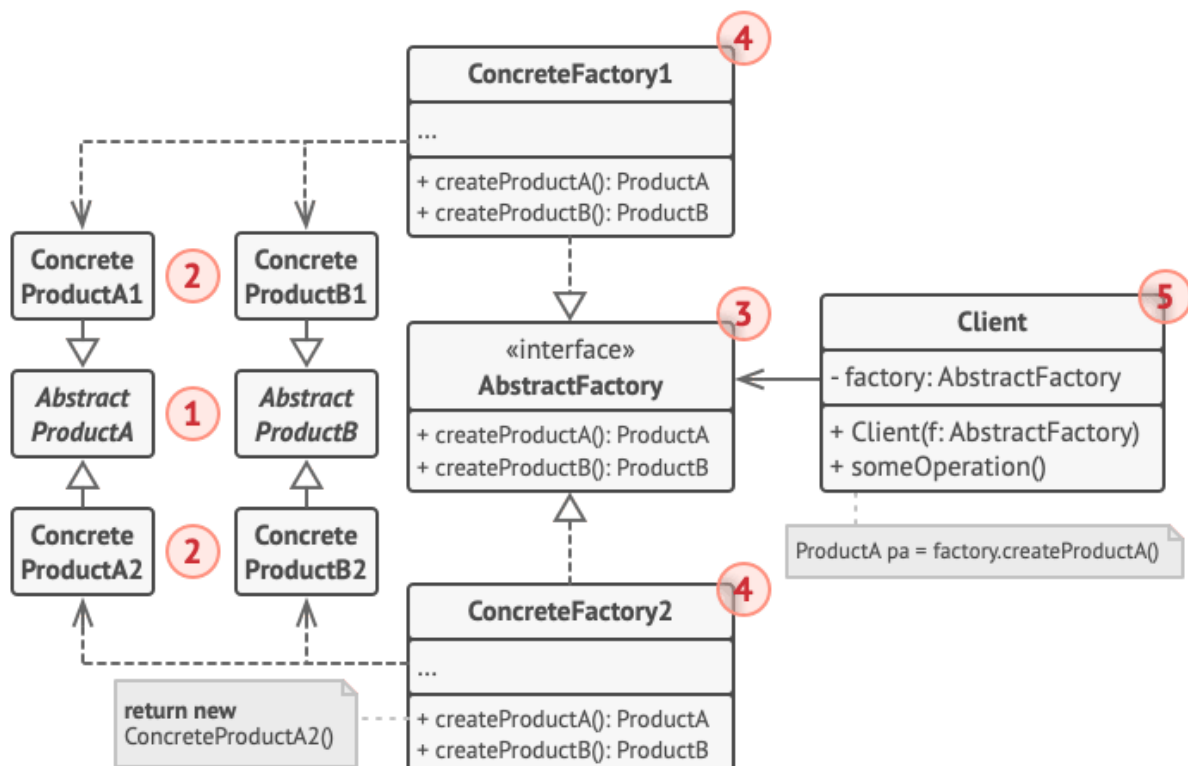 4
ConcreteFactory1
...
+ createProductA(): ProductA
+ createProductB(): ProductB
Concrete
ProductA1
2
Concrete
ProductB1
3
«interface»
AbstractFactory
+ createProductA(): ProductA
+ createProductB(): ProductB
5
Client
- factory: AbstractFactory
+ Client(f: AbstractFactory)
+ someOperation()
Abstract
ProductA
1
Abstract
ProductB
Concrete
ProductA2
2
Concrete
ProductB2
ProductA pa = factory.createProductA()
4
ConcreteFactory2
...
+ createProductA(): ProductA
+ createProductB(): ProductB
return new
ConcreteProductA2()